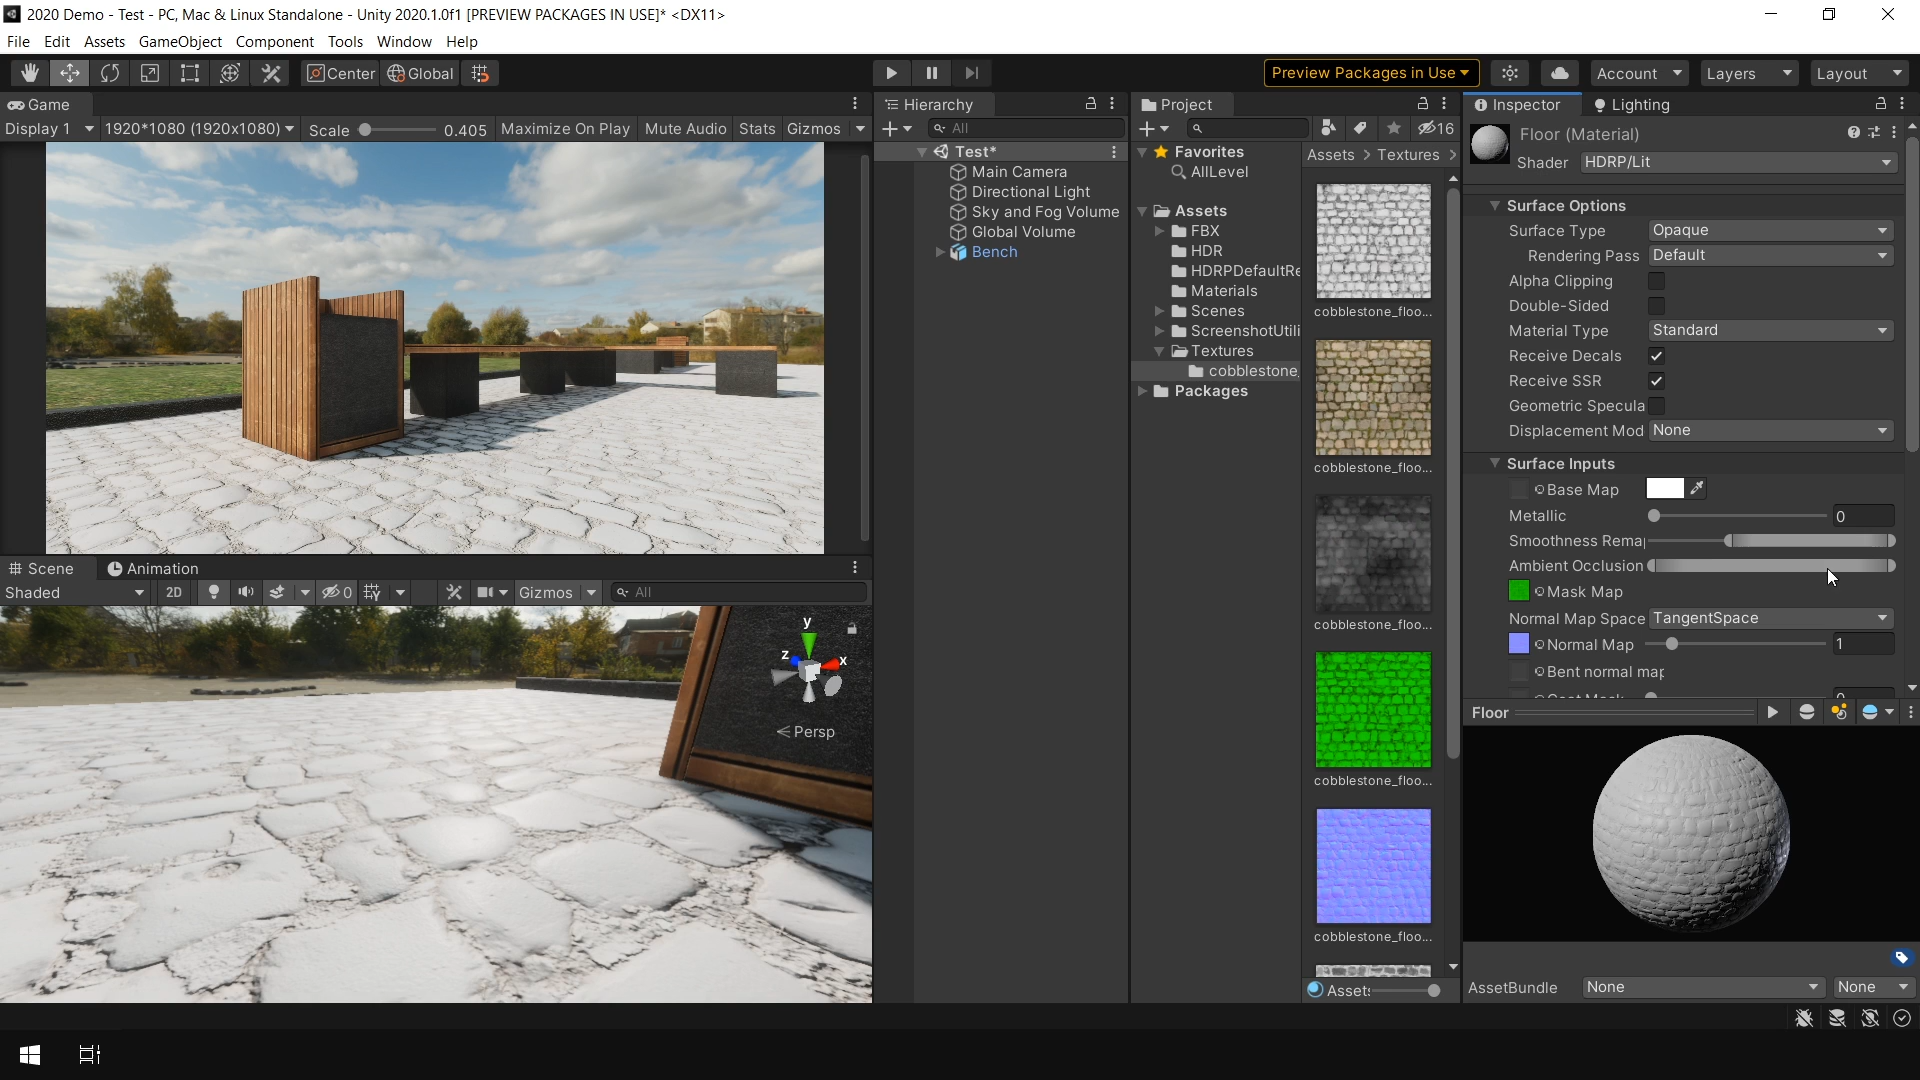 2020 Demo - Test - PC, Mac & Linux Standalone - Unity 2020.1.0f1 [PREVIEW PACKAGES IN USE]* <DX11>
File Edit Assets GameObject Component Tools Window Help
Center Global Preview Packages in Use Account Layers Layout
Game
Display 1 1920*1080 (1920x1080) Scale 0.405 Maximize On Play Mute Audio Stats Gizmos
Scene Animation
Shaded 2D 0 Gizmos All
y
z
x
Persp
Hierarchy
All
Test*
Main Camera
Directional Light
Sky and Fog Volume
Global Volume
Bench
Project
16
Favorites
AllLevel
Assets
FBX
HDR
HDRPDefaultRe
Materials
Scenes
ScreenshotUtili
Textures
cobblestone_
Packages
Assets > Textures >
cobblestone_floo...
cobblestone_floo...
cobblestone_floo...
cobblestone_floo...
cobblestone_floo...
Asset
Inspector Lighting
Floor (Material)
Shader HDRP/Lit
Surface Options
Surface Type Opaque
Rendering Pass Default
Alpha Clipping
Double-Sided
Material Type Standard
Receive Decals
Receive SSR
Geometric Specula
Displacement Mod None
Surface Inputs
Base Map
Metallic 0
Smoothness Rema
Ambient Occlusion
Mask Map
Normal Map Space TangentSpace
Normal Map 1
Bent normal map
Coat Mask 0
Floor
AssetBundle None None